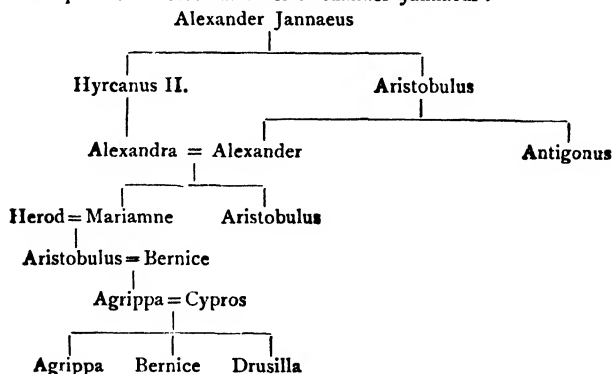 Alexander Jannaeus
Hyrcanus II. Aristobulus
Alexandra = Alexander Antigonus
Herod = Mariamne Aristobulus
Aristobulus = Bernice
Agrippa = Cypros
Agrippa Bernice Drusilla